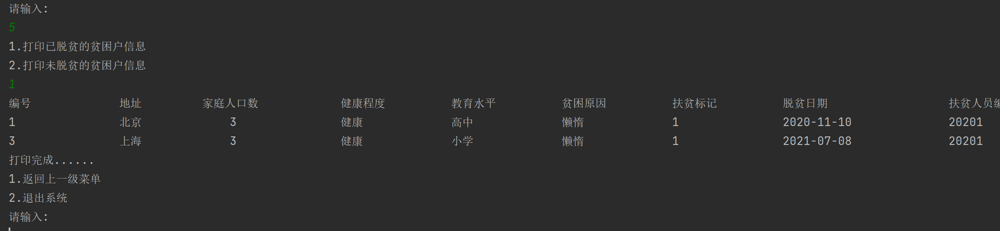 请输入:
5
1.打印已脱贫的贫困户信息
2.打印未脱贫的贫困户信息
1
编号 地址 家庭人口数 健康程度 教育水平 贫困原因 扶贫标记 脱贫日期 扶贫人员编
1 北京 3 健康 高中 懒惰 1 2020-11-10 20201
3 上海 3 健康 小学 懒惰 1 2021-07-08 20201
打印完成......
1.返回上一级菜单
2.退出系统
请输入: